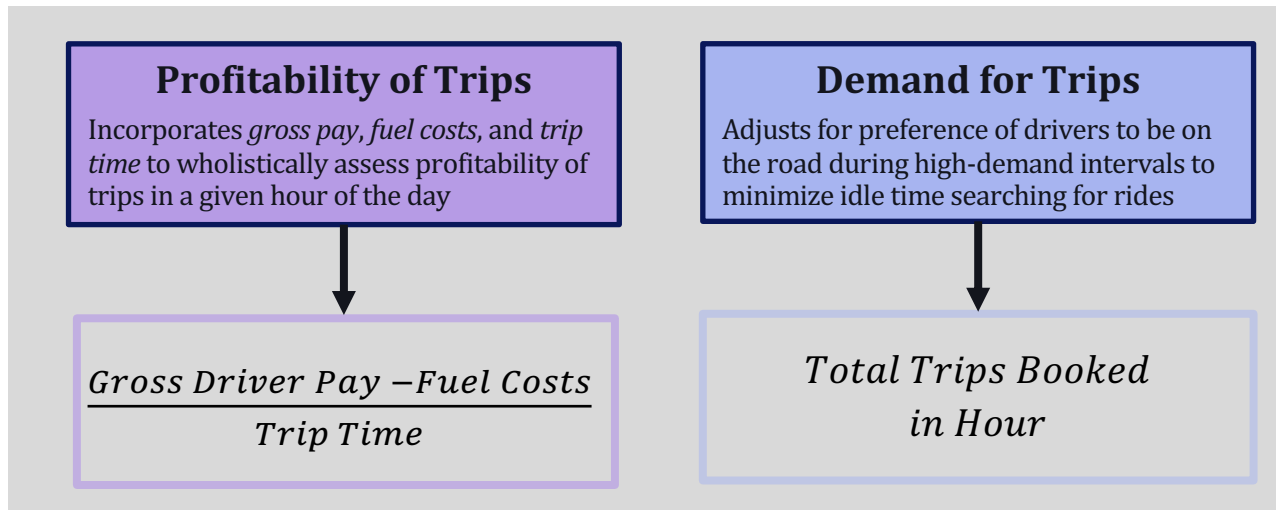 Profitability of Trips
Incorporates gross pay, fuel costs, and trip
time to wholistically assess profitability of
trips in a given hour of the day
Gross Driver Pay −Fuel Costs
Trip Time
Demand for Trips
Adjusts for preference of drivers to be on
the road during high-demand intervals to
minimize idle time searching for rides
Total Trips Booked
in Hour